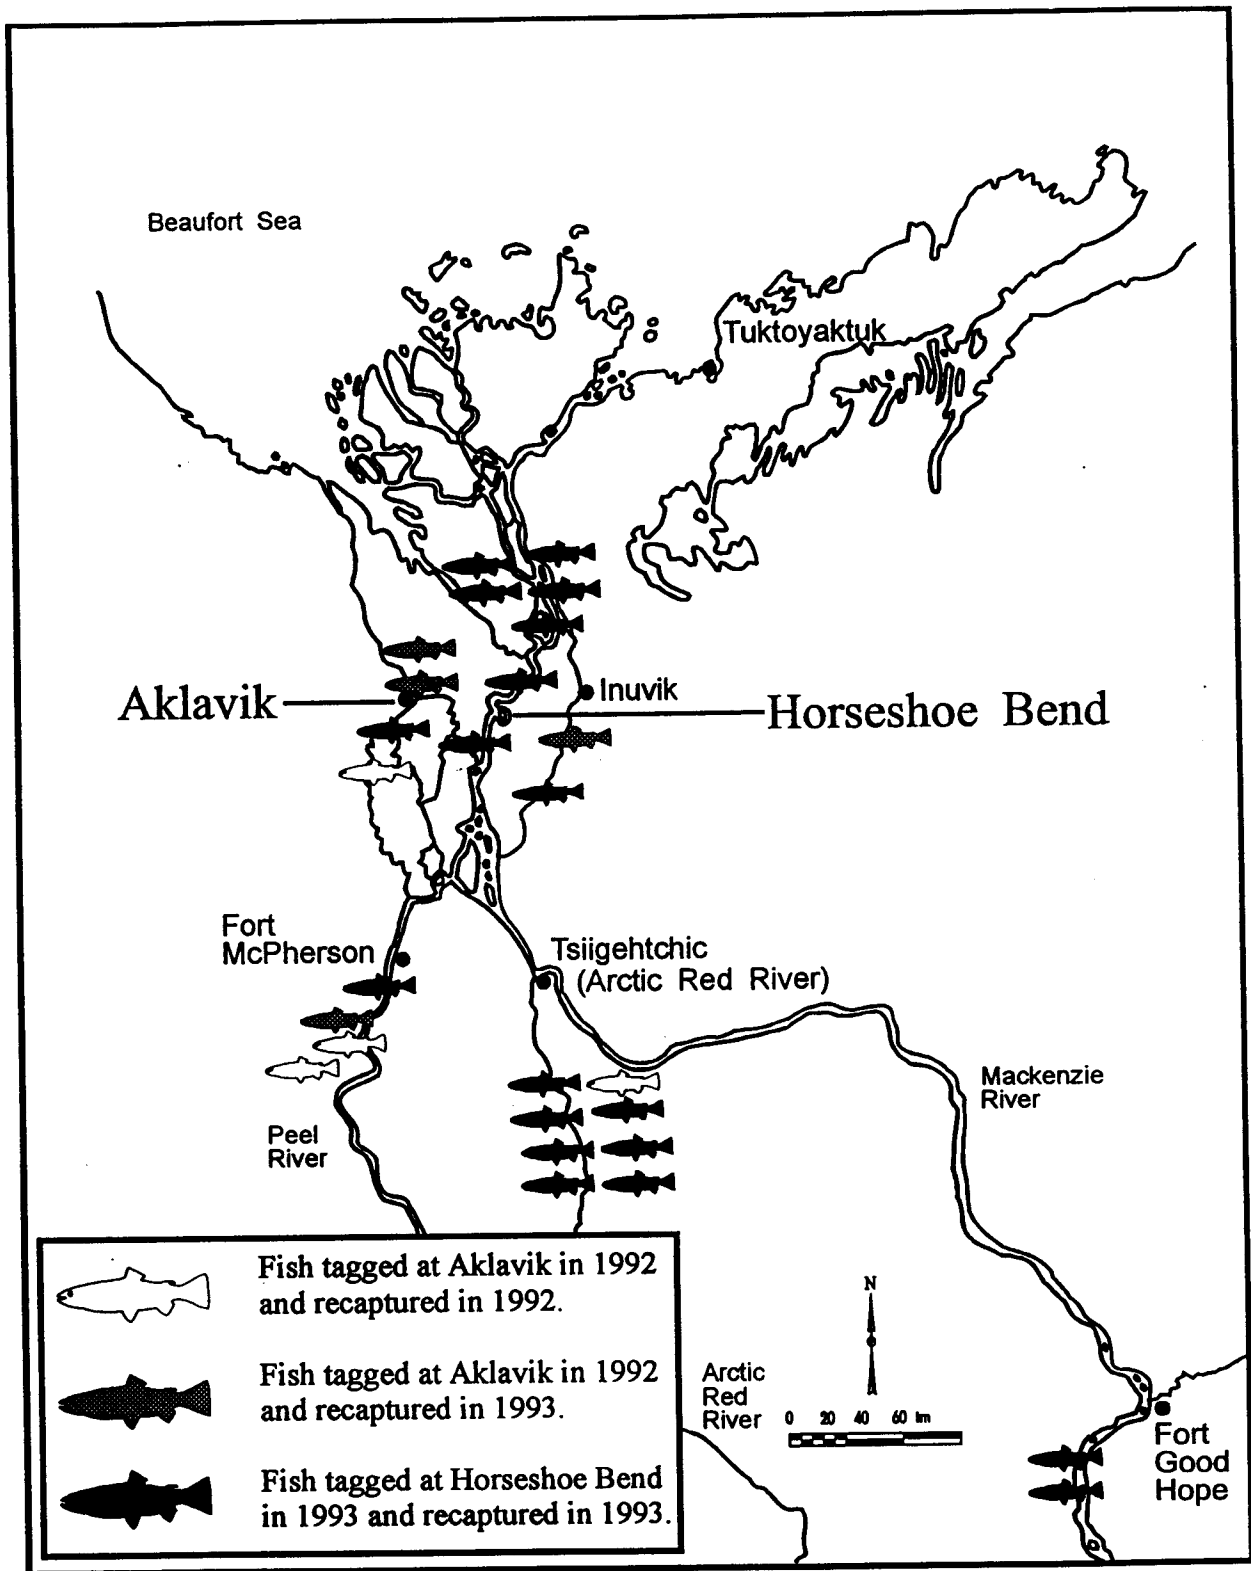 Beaufort Sea
Tuktoyaktuk
Aklavik
Inuvik
Horseshoe Bend
Fort
McPherson
Tsiigehtchic
(Arctic Red River)
Mackenzie
River
Peel
River
Fish tagged at Aklavik in 1992
and recaptured in 1992.
Fish tagged at Aklavik in 1992
and recaptured in 1993.
Fish tagged at Horseshoe Bend
in 1993 and recaptured in 1993.
N
Arctic
Red
River
0 20 40 60 km
Fort
Good
Hope